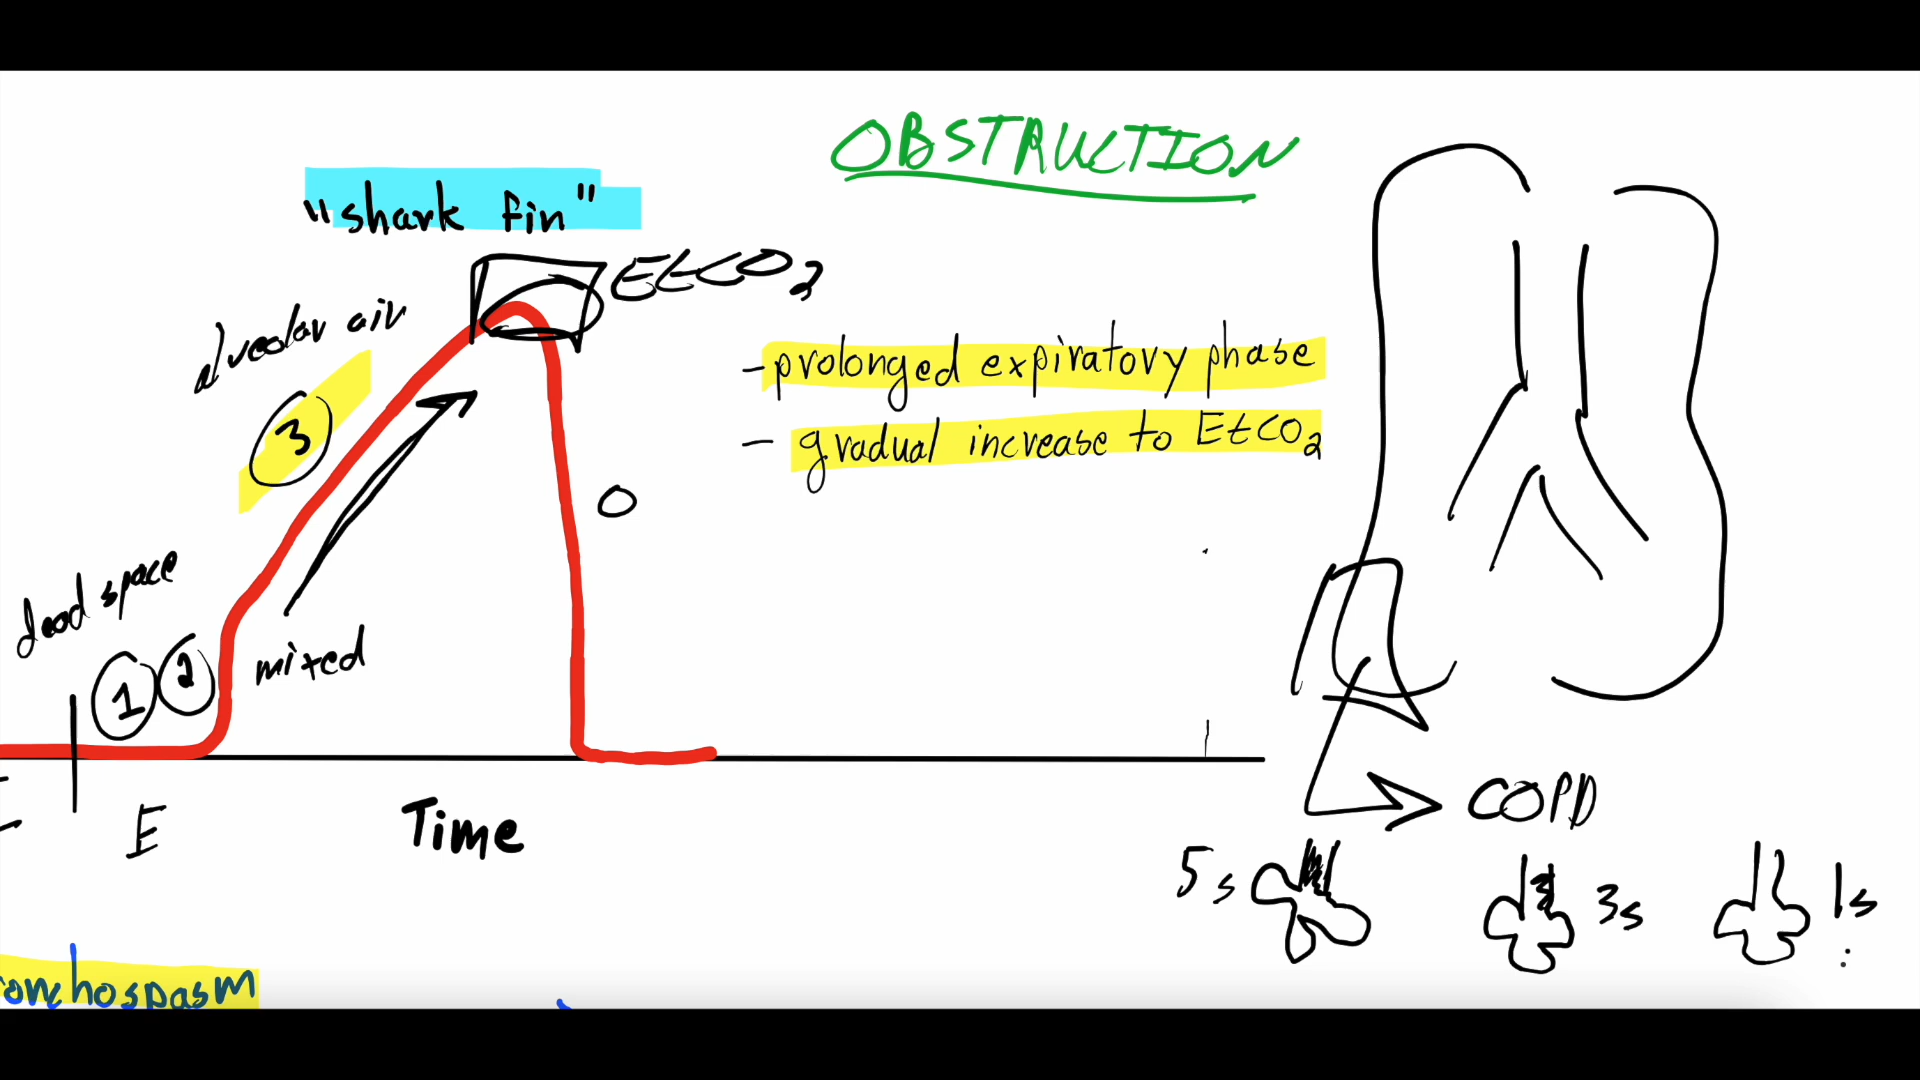 OBSTRUCTION
"shark fin"
EtCO2
alveolar air
- prolonged expiratory phase
- gradual increase to EtCO2
3
0
dead space
1
2
mixed
E
Time
COPD
5s
3s
1s
onchospasm